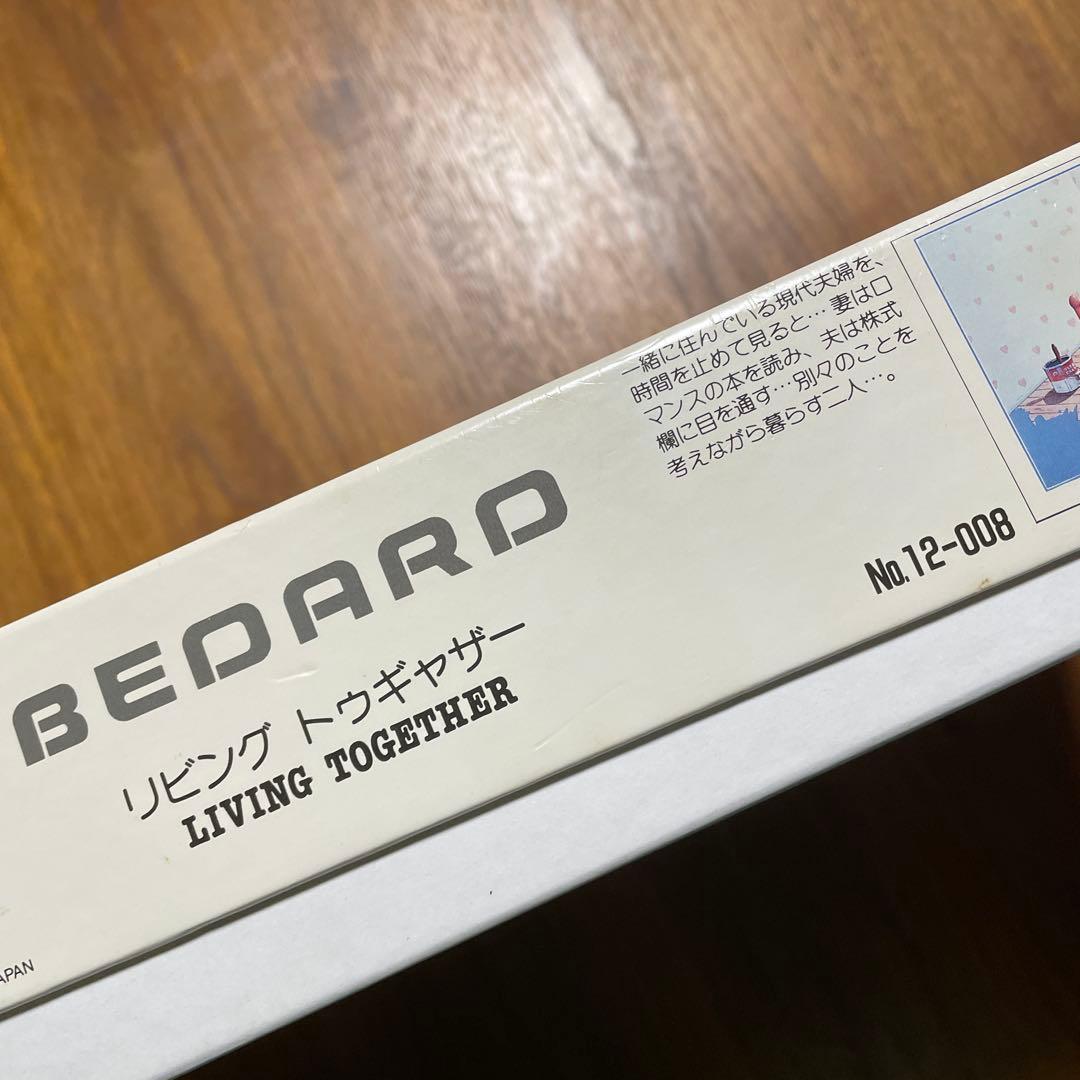 BEDARD
リビング トゥギャザー
LIVING TOGETHER
一緒に住んでいる現代夫婦を、
時間を止めて見ると…妻はロ
マンスの本を読み、夫は株式
欄に目を通す…別々のことを
考えながら暮らす二人…。
No.12-008
APAN